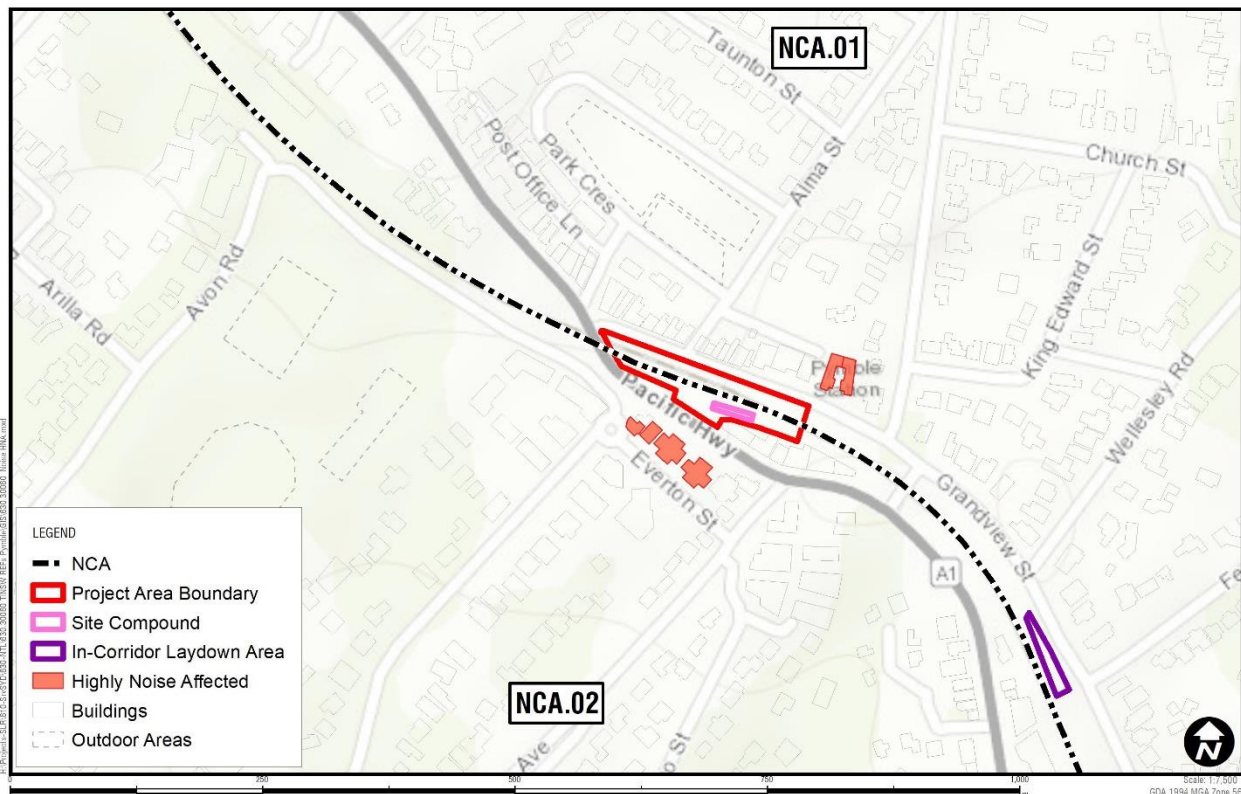 NCA.01
Taunton St
Post Office Ln
Park Cres
Alma St
Church St
King Edward St
Wellesley Rd
Avon Rd
Arilla Rd
Pymble
Station
Pacific Hwy
Everton St
Grandview St
A1
NCA.02
Ave
St
LEGEND
NCA
Project Area Boundary
Site Compound
In-Corridor Laydown Area
Highly Noise Affected
Buildings
Outdoor Areas
N
0
250
500
750
1,000
m
Scale: 1:7,500
GDA 1994 MGA Zone 56